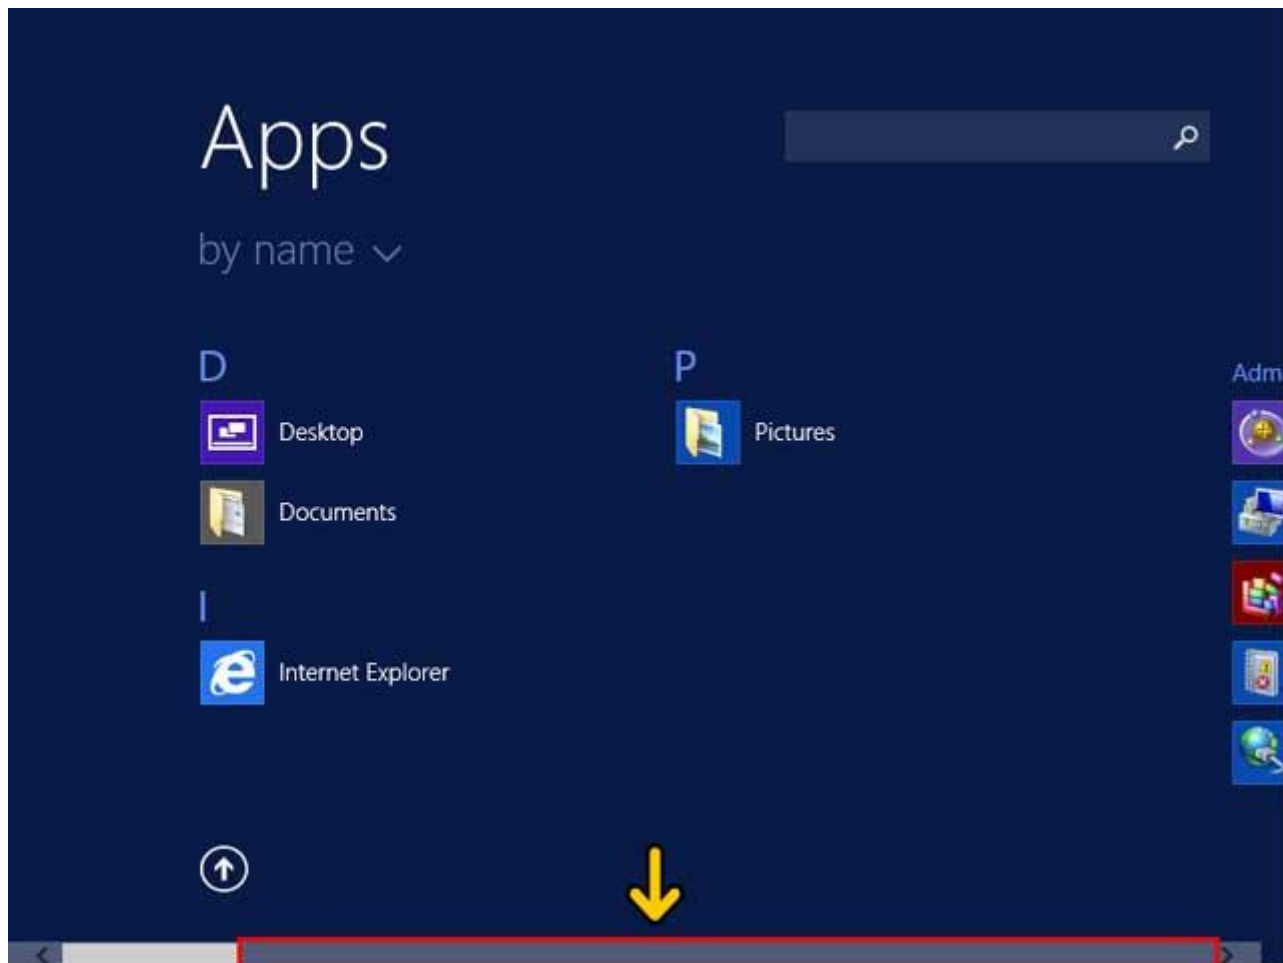 Apps
by name
D
Desktop
Documents
I
Internet Explorer
P
Pictures
Adm